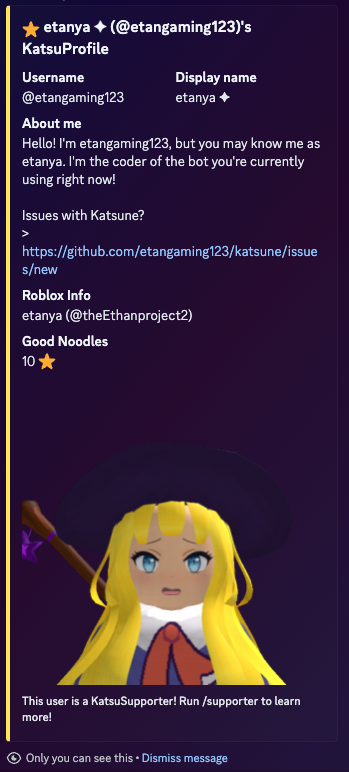 ⭐ etanya ✦ (@etangaming123)'s
KatsuProfile
Username Display name
@etangaming123 etanya ✦
About me
Hello! I'm etangaming123, but you may know me as
etanya. I'm the coder of the bot you're currently
using right now!
Issues with Katsune?
>
https://github.com/etangaming123/katsune/issue
s/new
Roblox Info
etanya (@theEthanproject2)
Good Noodles
10 ⭐
This user is a KatsuSupporter! Run /supporter to learn
more!
Only you can see this • Dismiss message